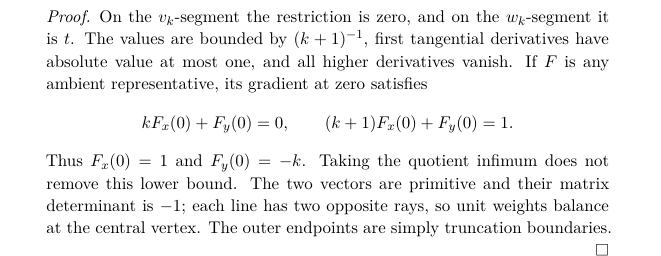 Proof. On the v_k-segment the restriction is zero, and on the w_k-segment it
is t. The values are bounded by (k + 1)^{-1}, first tangential derivatives have
absolute value at most one, and all higher derivatives vanish. If F is any
ambient representative, its gradient at zero satisfies
kF_x(0) + F_y(0) = 0, (k + 1)F_x(0) + F_y(0) = 1.
Thus F_x(0) = 1 and F_y(0) = −k. Taking the quotient infimum does not
remove this lower bound. The two vectors are primitive and their matrix
determinant is −1; each line has two opposite rays, so unit weights balance
at the central vertex. The outer endpoints are simply truncation boundaries.
□